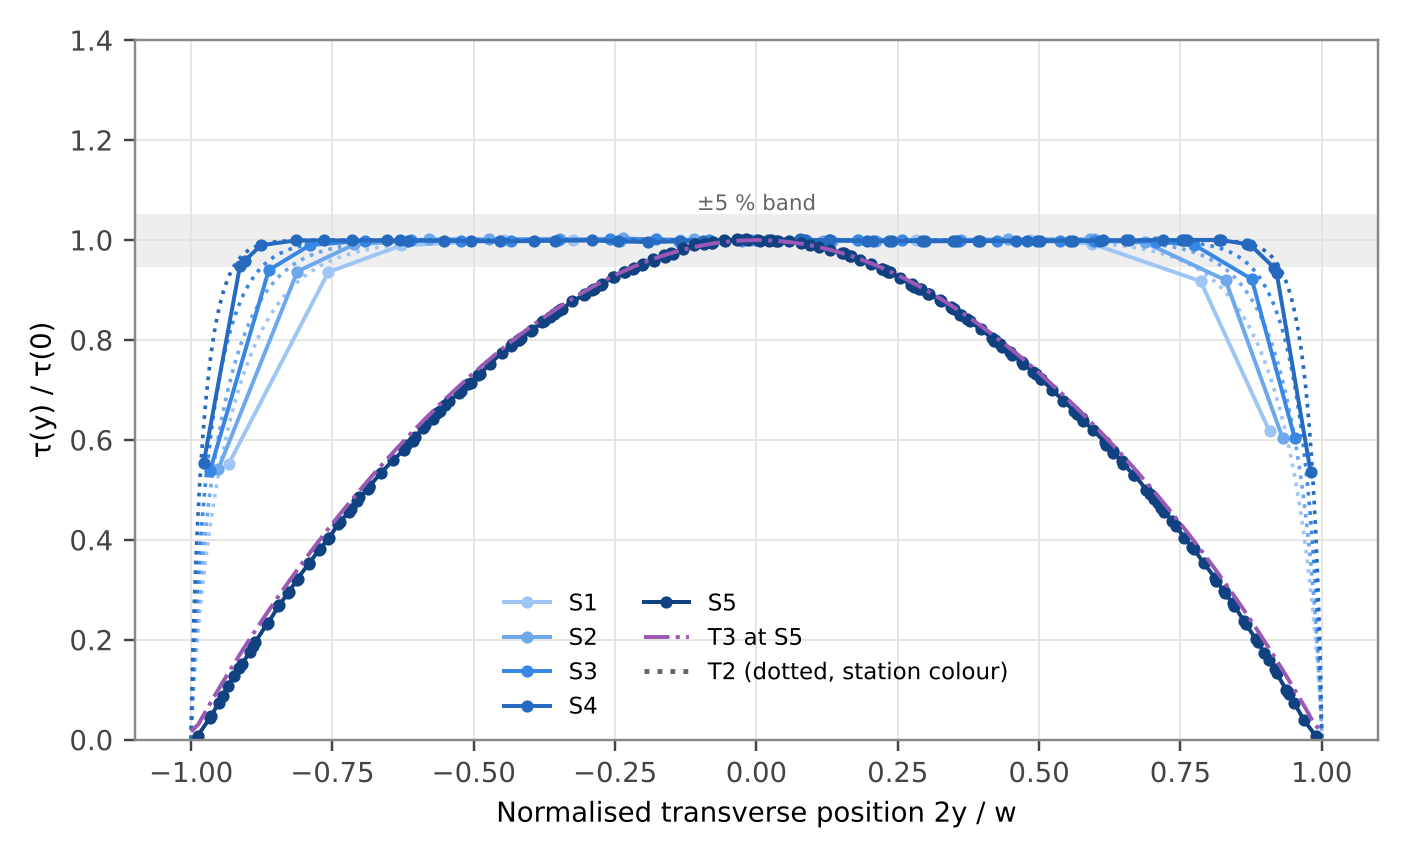 1.4
1.2
1.0
0.8
0.6
0.4
0.2
0.0
τ(y) / τ(0)
±5 % band
S1
S2
S3
S4
S5
T3 at S5
T2 (dotted, station colour)
−1.00 −0.75 −0.50 −0.25 0.00 0.25 0.50 0.75 1.00
Normalised transverse position 2y / w